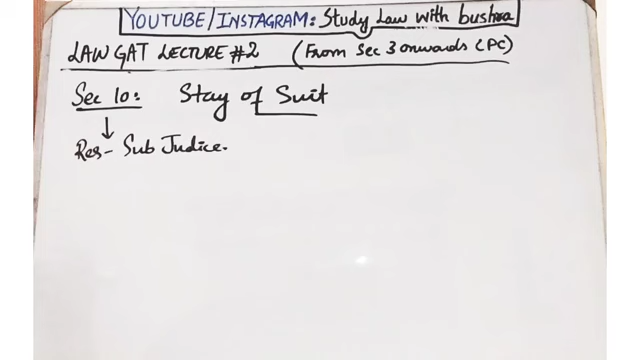 YOUTUBE/INSTAGRAM: Study Law with bushra
LAW GAT LECTURE #2 (From Sec 3 onwards CPC)
Sec 10: Stay of Suit
↓
Res- Sub Judice.